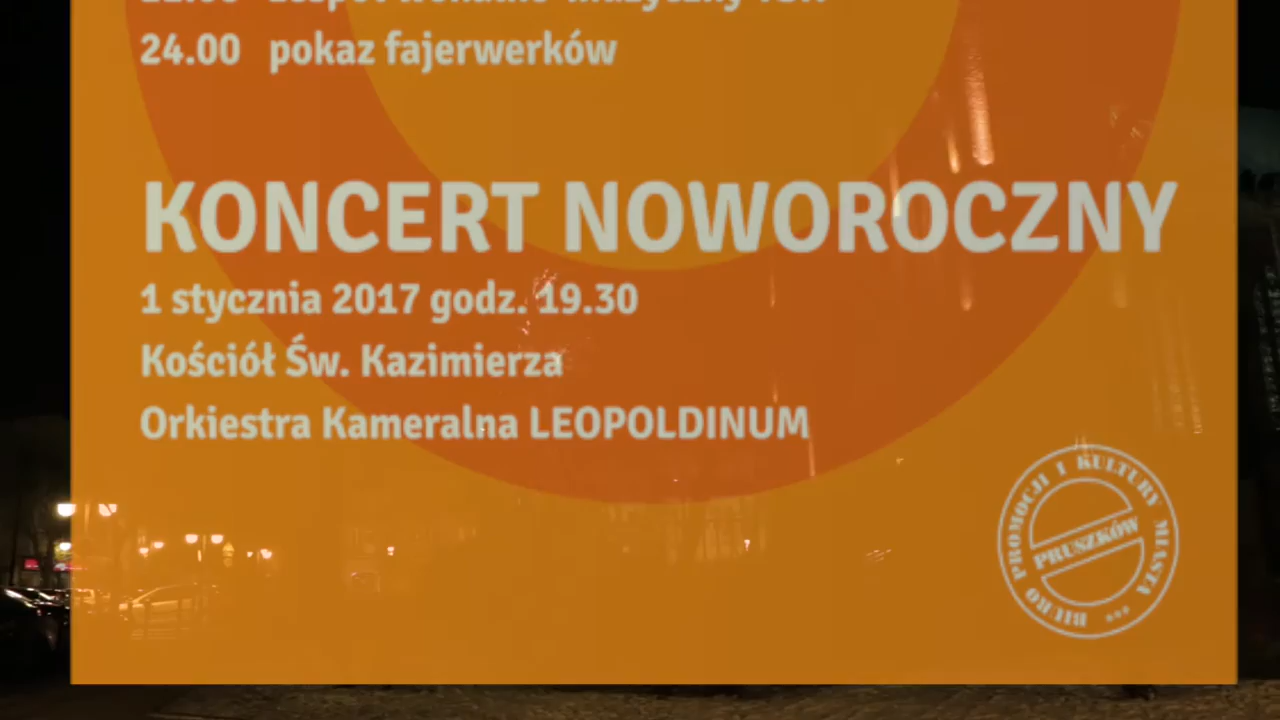 24.00 pokaz fajerwerków
KONCERT NOWOROCZNY
1 stycznia 2017 godz. 19.30
Kościół Św. Kazimierza
Orkiestra Kameralna LEOPOLDINUM
BIURO PROMOCJI I KULTURY MIASTA
PRUSZKÓW